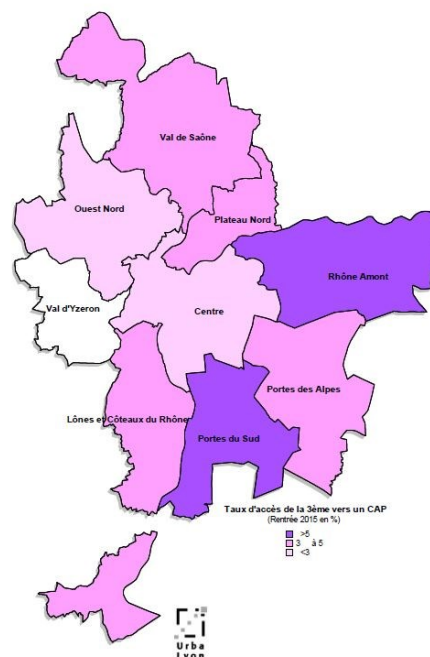 Val de Saône
Ouest Nord
Plateau Nord
Rhône Amont
Val d'Yzeron
Centre
Portes des Alpes
Lônes et Côteaux du Rhône
Portes du Sud
Taux d'accès de la 3ème vers un CAP
(Rentrée 2015 en %)
>5
3 à 5
<3
Urba
Lyon